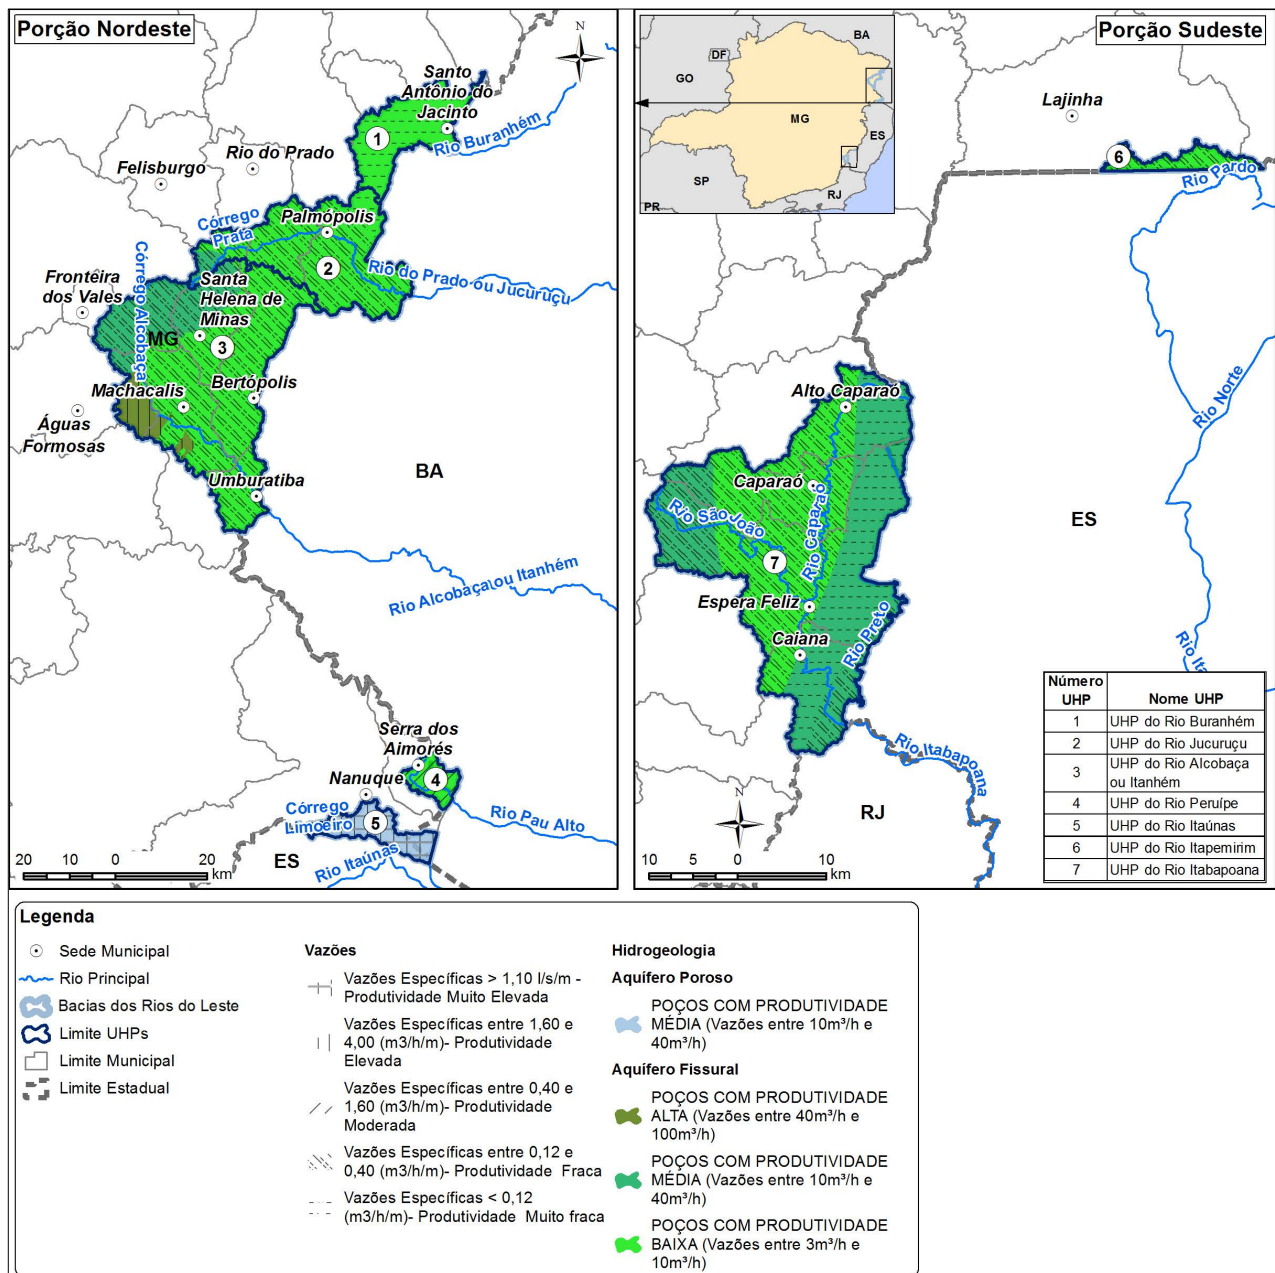 Porção Nordeste
N
Santo
Antônio do
Jacinto
1
Rio Buranhém
Rio do Prado
Felisburgo
Córrego
Prata
Palmópolis
2
Rio do Prado ou Jucuruçu
Córrego Alcobaça
Fronteira
dos Vales
Santa
Helena de
Minas
MG
3
Machacalis
Bertópolis
Águas
Formosas
Umburatiba
BA
Rio Alcobaça ou Itanhém
Serra dos
Aimorés
Nanuque
4
Córrego
Limoeiro
5
Rio Pau Alto
ES
Rio Itaúnas
20 10 0 20
km
Porção Sudeste
BA
DF
GO
MG
ES
SP
RJ
PR
Lajinha
6
Rio Pardo
Rio Norte
Alto Caparaó
Caparaó
Rio São João
Rio Caparaó
7
ES
Espera Feliz
Caiana
Rio Preto
Rio Ita
Rio Itabapoana
RJ
N
10 5 0 10
km
Número
UHP Nome UHP
1 UHP do Rio Buranhém
2 UHP do Rio Jucuruçu
3 UHP do Rio Alcobaça
ou Itanhém
4 UHP do Rio Peruípe
5 UHP do Rio Itaúnas
6 UHP do Rio Itapemirim
7 UHP do Rio Itabapoana
Legenda
Sede Municipal
Rio Principal
Bacias dos Rios do Leste
Limite UHPs
Limite Municipal
Limite Estadual
Vazões
Vazões Específicas > 1,10 l/s/m -
Produtividade Muito Elevada
Vazões Específicas entre 1,60 e
4,00 (m3/h/m)- Produtividade
Elevada
Vazões Específicas entre 0,40 e
1,60 (m3/h/m)- Produtividade
Moderada
Vazões Específicas entre 0,12 e
0,40 (m3/h/m)- Produtividade Fraca
Vazões Específicas < 0,12
(m3/h/m)- Produtividade Muito fraca
Hidrogeologia
Aquífero Poroso
POÇOS COM PRODUTIVIDADE
MÉDIA (Vazões entre 10m³/h e
40m³/h)
Aquífero Fissural
POÇOS COM PRODUTIVIDADE
ALTA (Vazões entre 40m³/h e
100m³/h)
POÇOS COM PRODUTIVIDADE
MÉDIA (Vazões entre 10m³/h e
40m³/h)
POÇOS COM PRODUTIVIDADE
BAIXA (Vazões entre 3m³/h e
10m³/h)